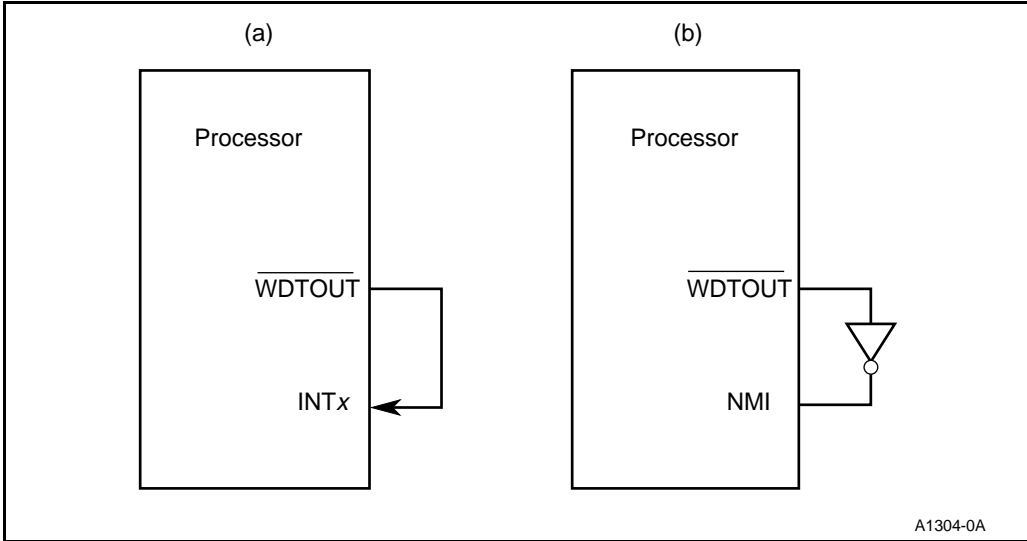 (a)
Processor
WDTOUT
INTx
(b)
Processor
WDTOUT
NMI
A1304-0A